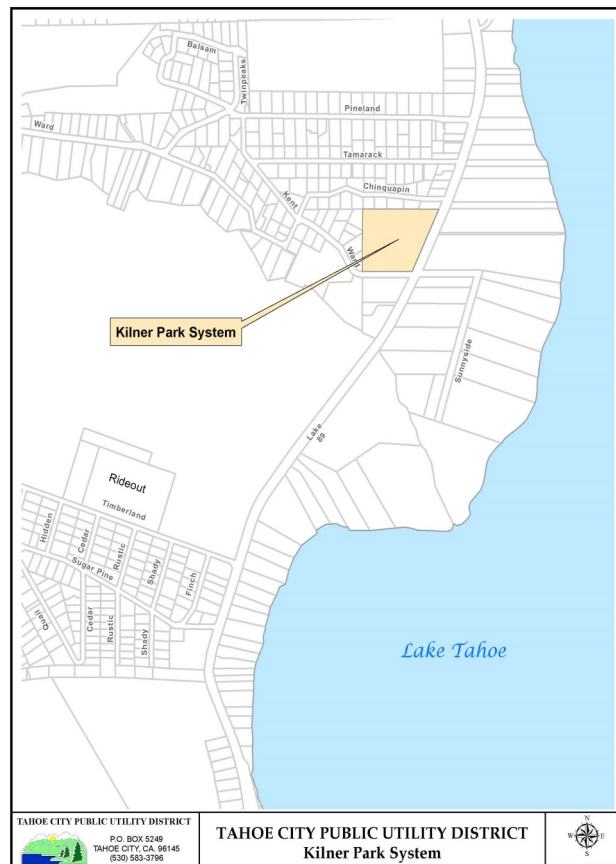 Balsam
Twinpeaks
Pineland
Ward
Tamarack
Kent
Chinquapin
Ward
Kilner Park System
Sunnyside
Lake
89
Rideout
Timberland
Hidden
Cedar
Rustic
Shady
Finch
Sugar Pine
Quail
Cedar
Rustic
Shady
Lake Tahoe
TAHOE CITY PUBLIC UTILITY DISTRICT
P.O. BOX 5249
TAHOE CITY, CA. 96145
(530) 583-3796
TAHOE CITY PUBLIC UTILITY DISTRICT
Kilner Park System
N
W E
S